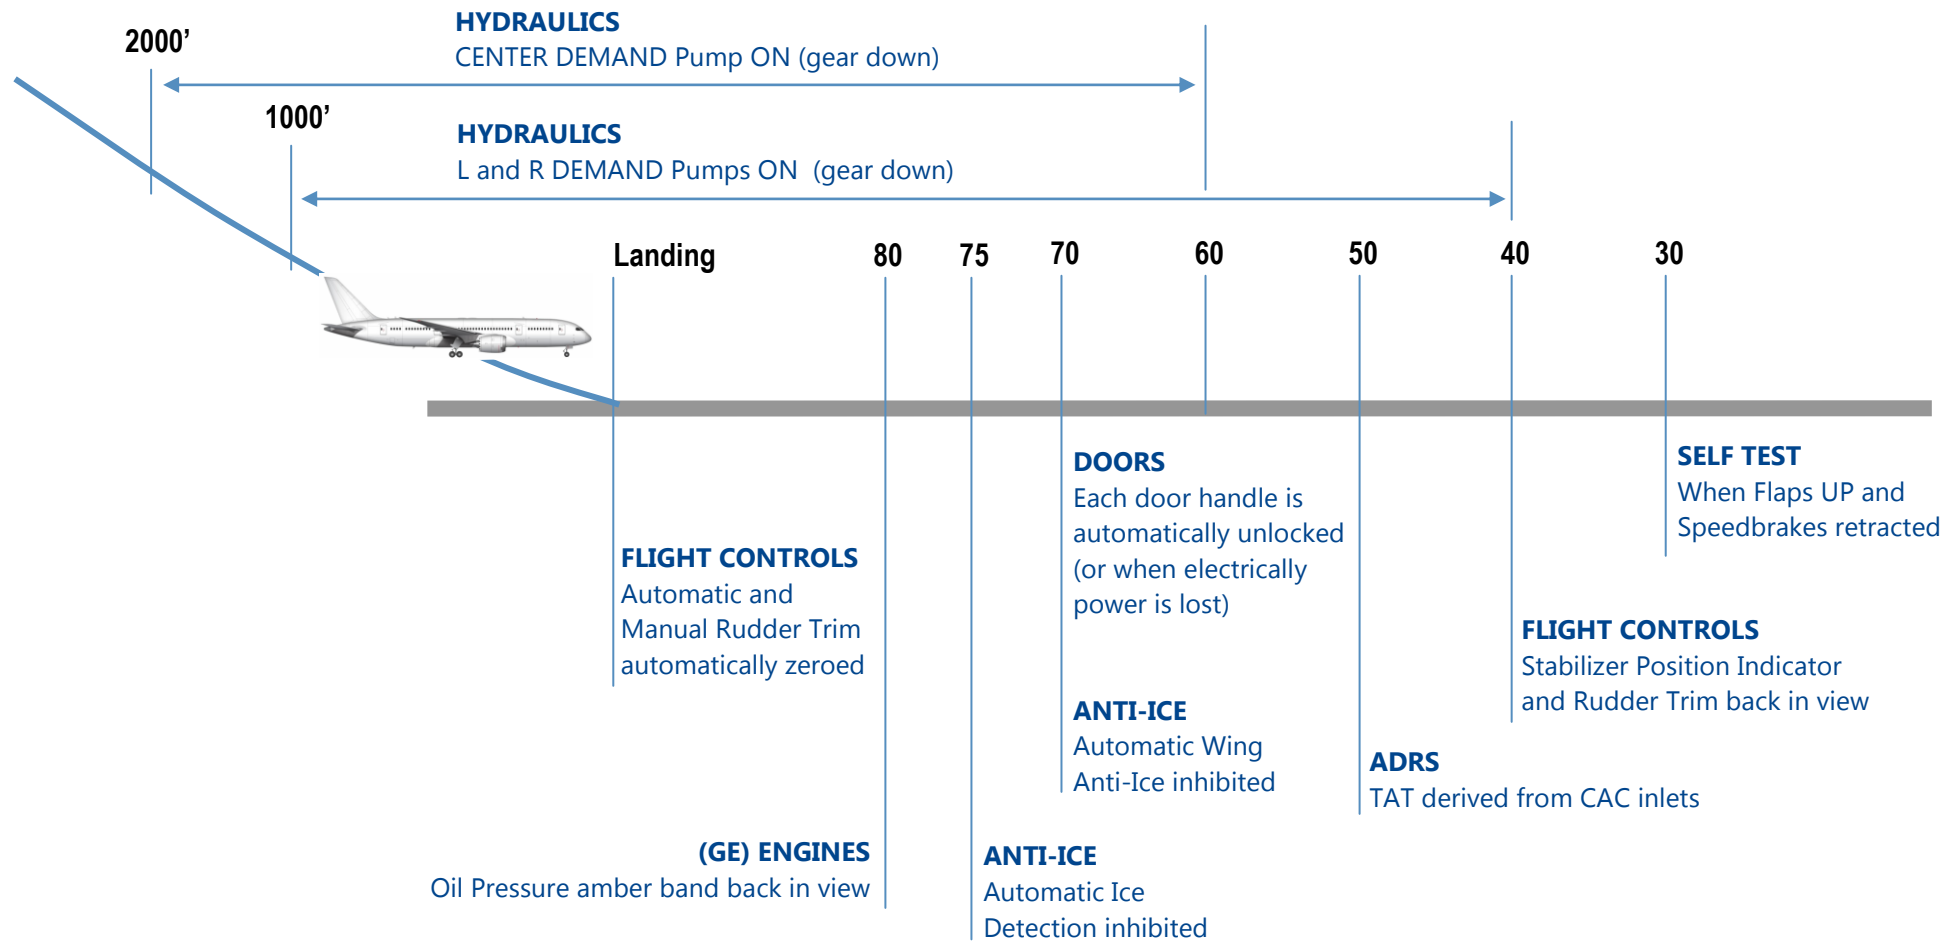 HYDRAULICS
CENTER DEMAND Pump ON (gear down)
2000’
1000’
HYDRAULICS
L and R DEMAND Pumps ON  (gear down)
Landing
80
75
70
60
50
40
30
FLIGHT CONTROLS
Automatic and
Manual Rudder Trim
automatically zeroed
(GE) ENGINES
Oil Pressure amber band back in view
ANTI-ICE
Automatic Ice
Detection inhibited
DOORS
Each door handle is
automatically unlocked
(or when electrically
power is lost)
ANTI-ICE
Automatic Wing
Anti-Ice inhibited
ADRS
TAT derived from CAC inlets
FLIGHT CONTROLS
Stabilizer Position Indicator
and Rudder Trim back in view
SELF TEST
When Flaps UP and
Speedbrakes retracted